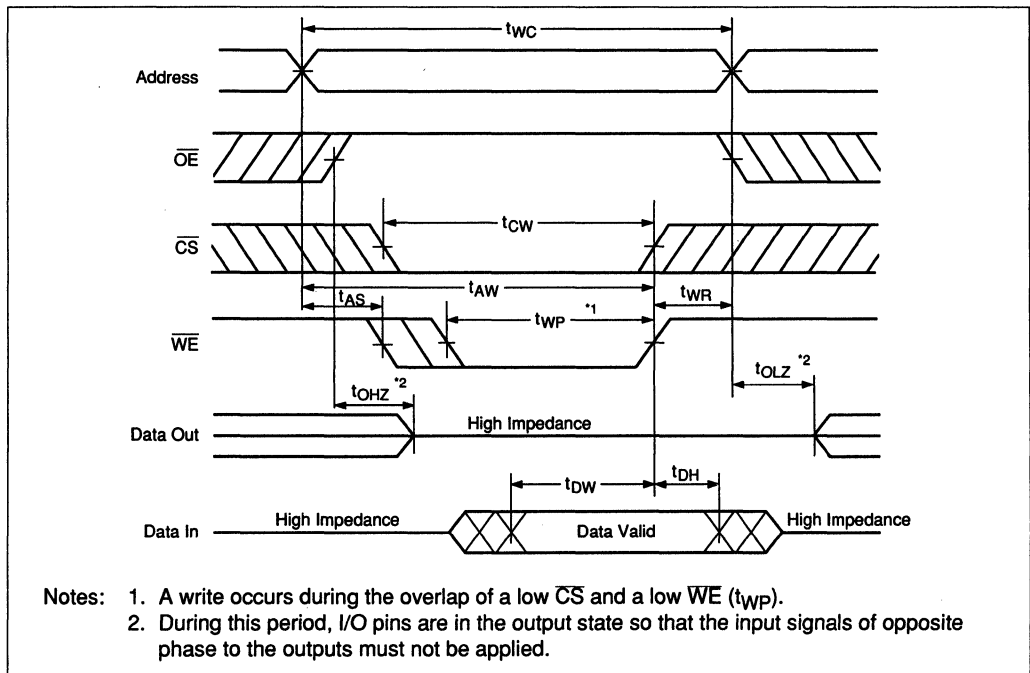 tWC
Address
OE
CS
tCW
tAW
tAS
tWR
tWP *1
WE
tOHZ *2
tOLZ *2
High Impedance
Data Out
tDW
tDH
High Impedance
Data Valid
High Impedance
Data In
Notes: 1. A write occurs during the overlap of a low CS and a low WE (tWP).
2. During this period, I/O pins are in the output state so that the input signals of opposite
phase to the outputs must not be applied.